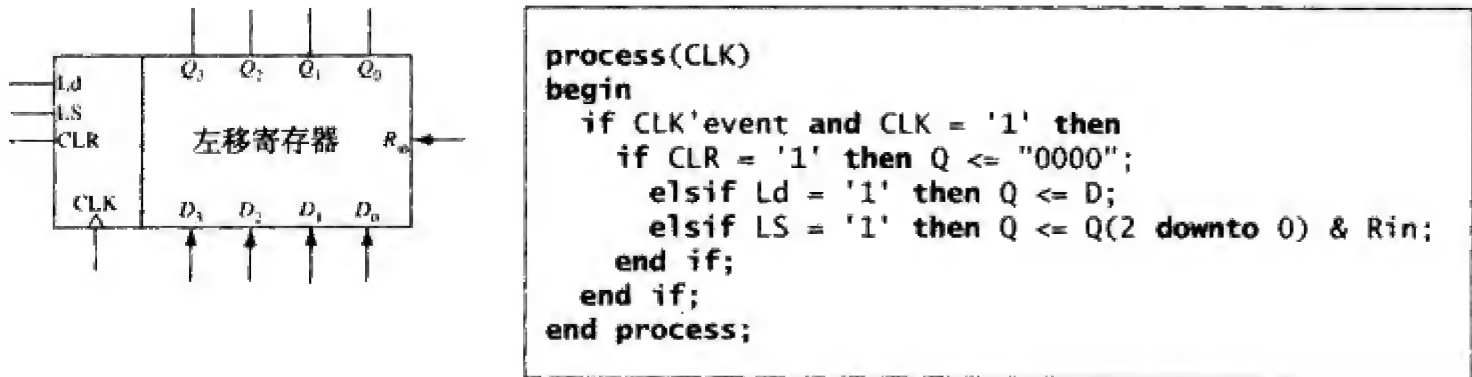 Q₃ Q₂ Q₁ Q₀
Ld
LS
CLR
左移寄存器
Rin
CLK
D₃ D₂ D₁ D₀
process(CLK)
begin
if CLK'event and CLK = '1' then
if CLR = '1' then Q <= "0000";
elsif Ld = '1' then Q <= D;
elsif LS = '1' then Q <= Q(2 downto 0) & Rin;
end if;
end if;
end process;